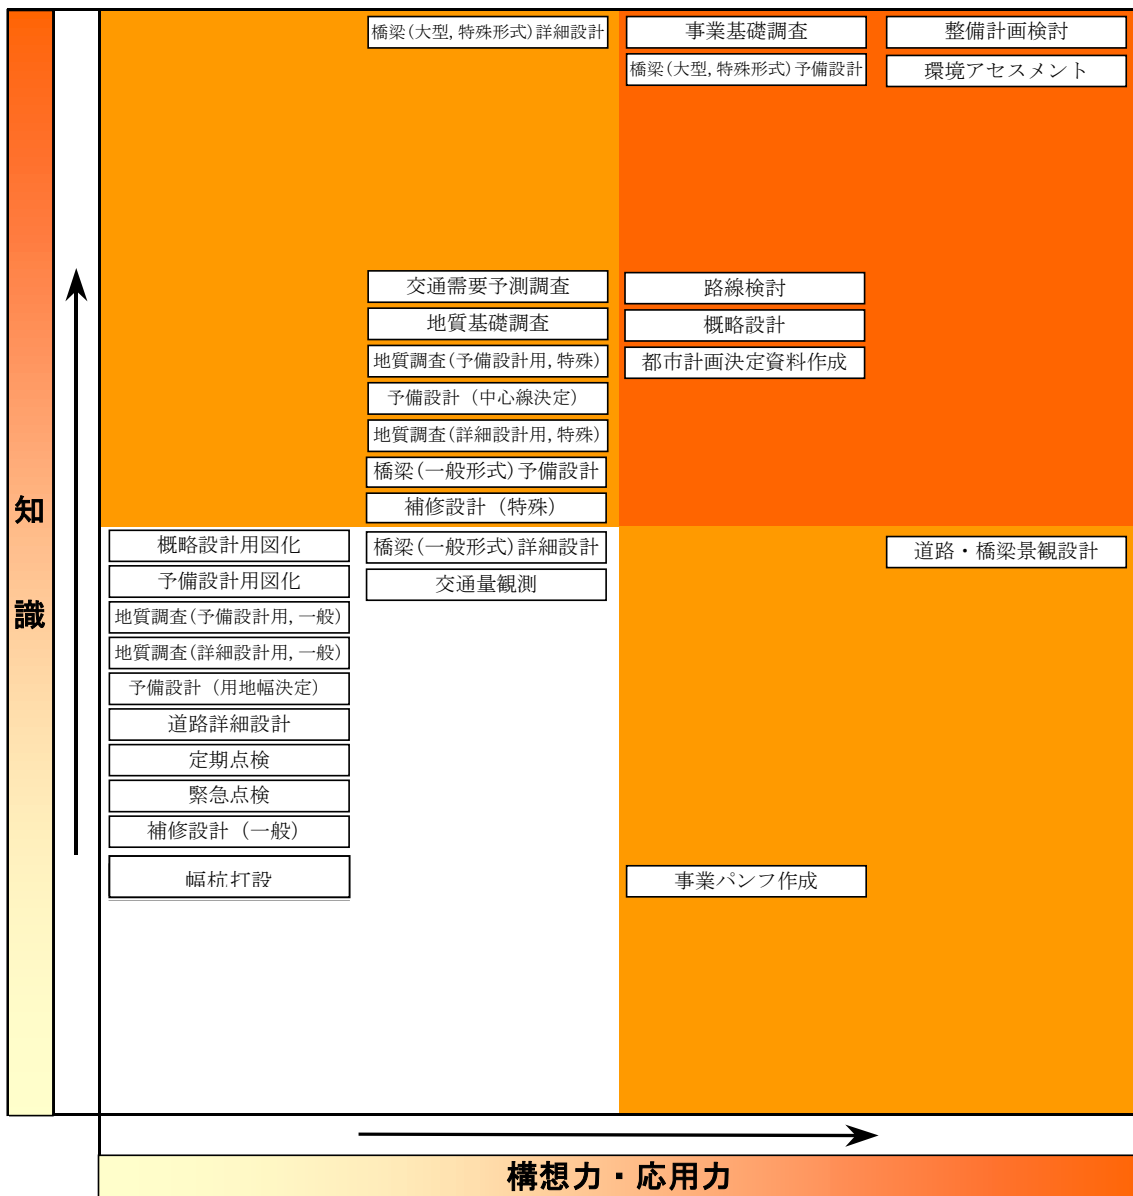 橋梁(大型,特殊形式)詳細設計
事業基礎調査
整備計画検討
橋梁(大型,特殊形式)予備設計
環境アセスメント
交通需要予測調査
路線検討
地質基礎調査
概略設計
地質調査(予備設計用,特殊)
都市計画決定資料作成
予備設計（中心線決定）
地質調査(詳細設計用,特殊)
橋梁(一般形式)予備設計
補修設計（特殊）
知
識
概略設計用図化
橋梁(一般形式)詳細設計
道路・橋梁景観設計
予備設計用図化
交通量観測
地質調査(予備設計用,一般)
地質調査(詳細設計用,一般)
予備設計（用地幅決定）
道路詳細設計
定期点検
緊急点検
補修設計（一般）
幅杭打設
事業パンフ作成
構想力・応用力